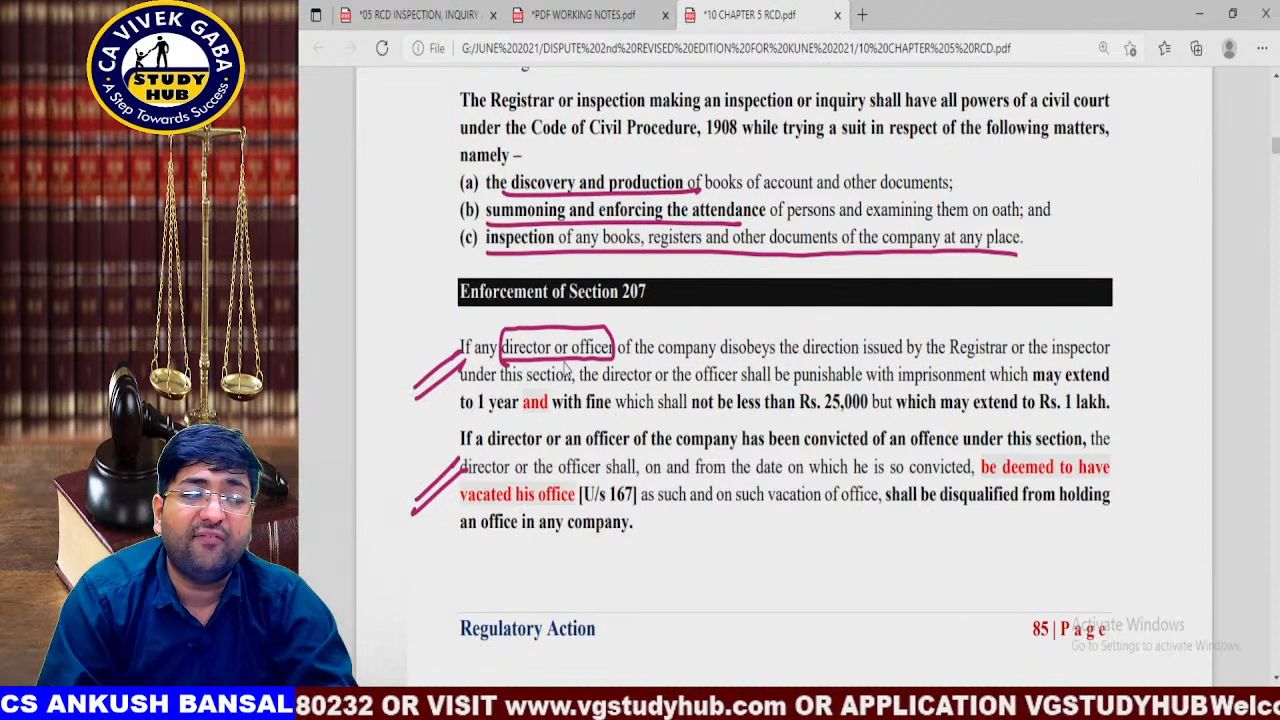 CA VIVEK GABA
STUDY
HUB
A Step Towards Success
*05 RCD INSPECTION, INQUIRY
*PDF WORKING NOTES.pdf
*10 CHAPTER 5 RCD.pdf
File
G:/JUNE%202021/DISPUTE%202nd%20REVISED%20EDITION%20FOR%20KUNE%202021/10%20CHAPTER%205%20RCD.pdf
The Registrar or inspection making an inspection or inquiry shall have all powers of a civil court
under the Code of Civil Procedure, 1908 while trying a suit in respect of the following matters,
namely –
(a) the discovery and production of books of account and other documents;
(b) summoning and enforcing the attendance of persons and examining them on oath; and
(c) inspection of any books, registers and other documents of the company at any place.
Enforcement of Section 207
If any director or officer of the company disobeys the direction issued by the Registrar or the inspector
under this section, the director or the officer shall be punishable with imprisonment which may extend
to 1 year and with fine which shall not be less than Rs. 25,000 but which may extend to Rs. 1 lakh.
If a director or an officer of the company has been convicted of an offence under this section, the
director or the officer shall, on and from the date on which he is so convicted, be deemed to have
vacated his office [U/s 167] as such and on such vacation of office, shall be disqualified from holding
an office in any company.
Regulatory Action
85 | P a g e
Activate Windows
Go to Settings to activate Windows.
CS ANKUSH BANSAL
80232 OR VISIT www.vgstudyhub.com OR APPLICATION VGSTUDYHUB Welco